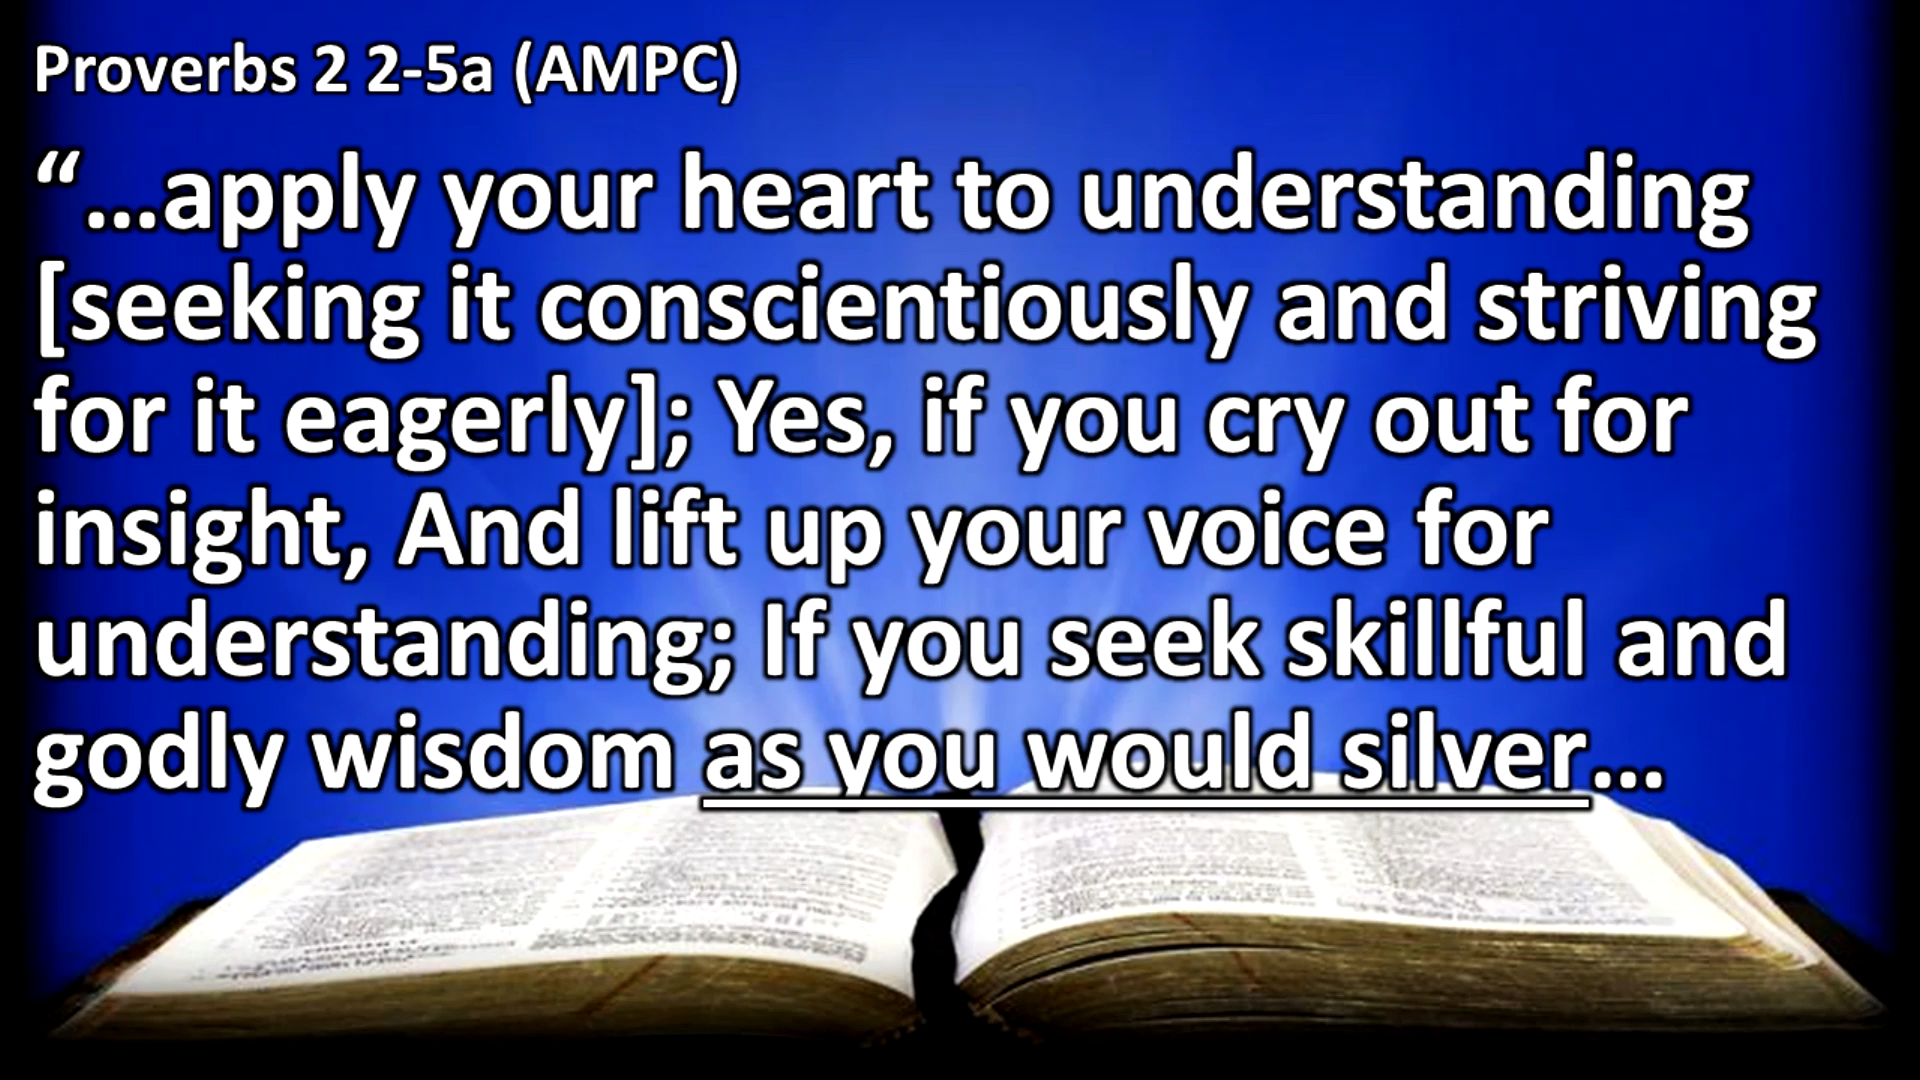 Proverbs 2 2-5a (AMPC)
“…apply your heart to understanding
[seeking it conscientiously and striving
for it eagerly]; Yes, if you cry out for
insight, And lift up your voice for
understanding; If you seek skillful and
godly wisdom as you would silver…